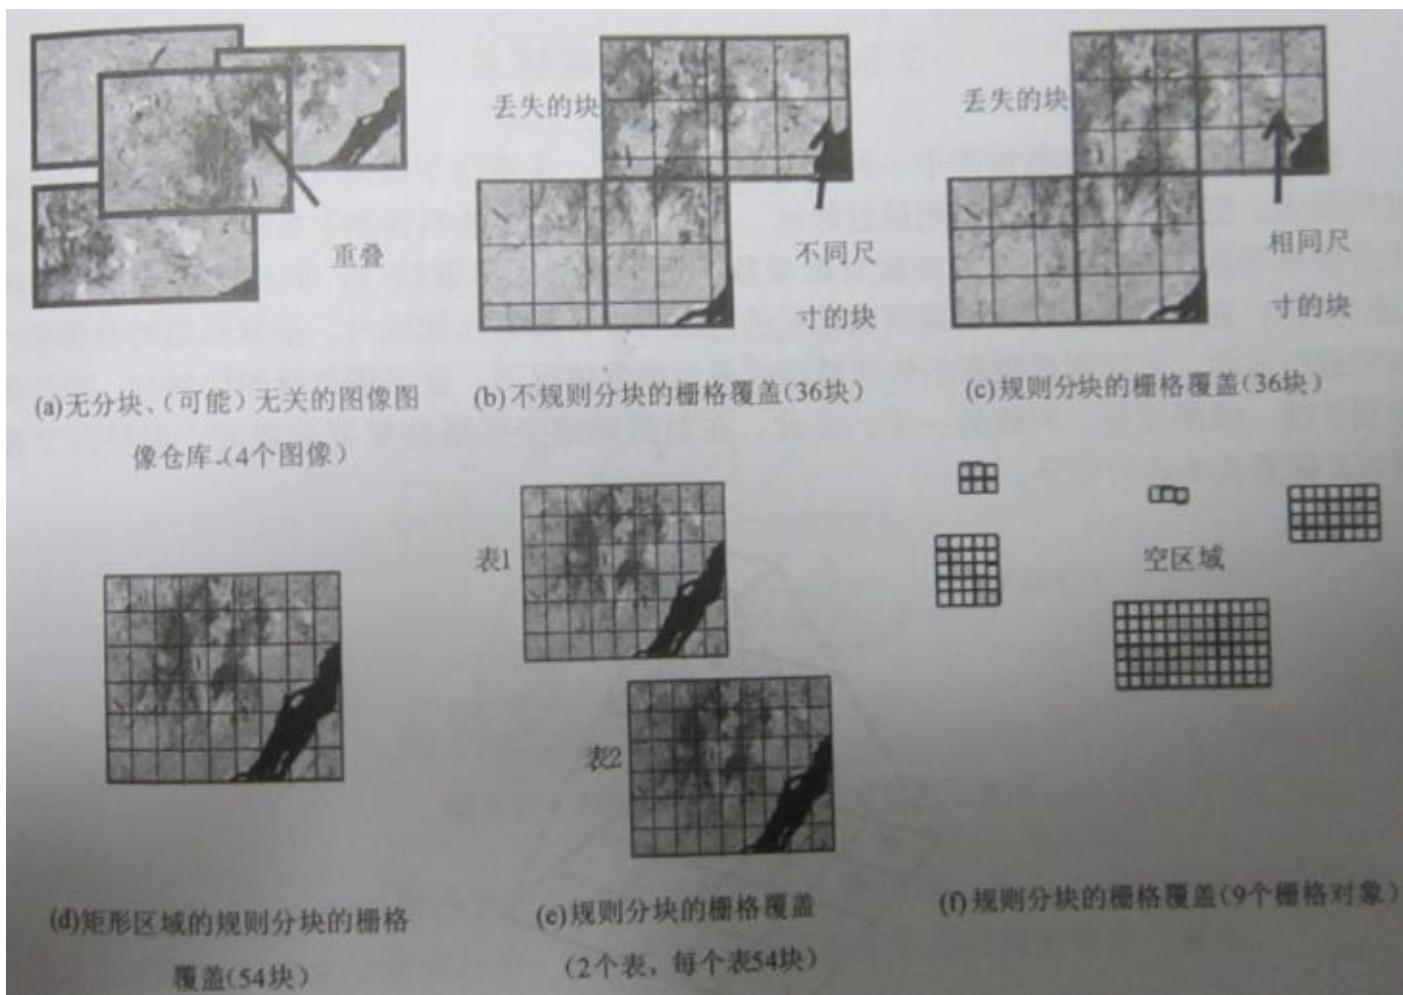 丢失的块
丢失的块
重叠
不同尺
寸的块
相同尺
寸的块
(a)无分块、(可能)无关的图像图
像仓库.(4个图像)
(b)不规则分块的栅格覆盖(36块)
(c)规则分块的栅格覆盖(36块)
表1
空区域
表2
(d)矩形区域的规则分块的栅格
覆盖(54块)
(e)规则分块的栅格覆盖
(2个表，每个表54块)
(f)规则分块的栅格覆盖(9个栅格对象)